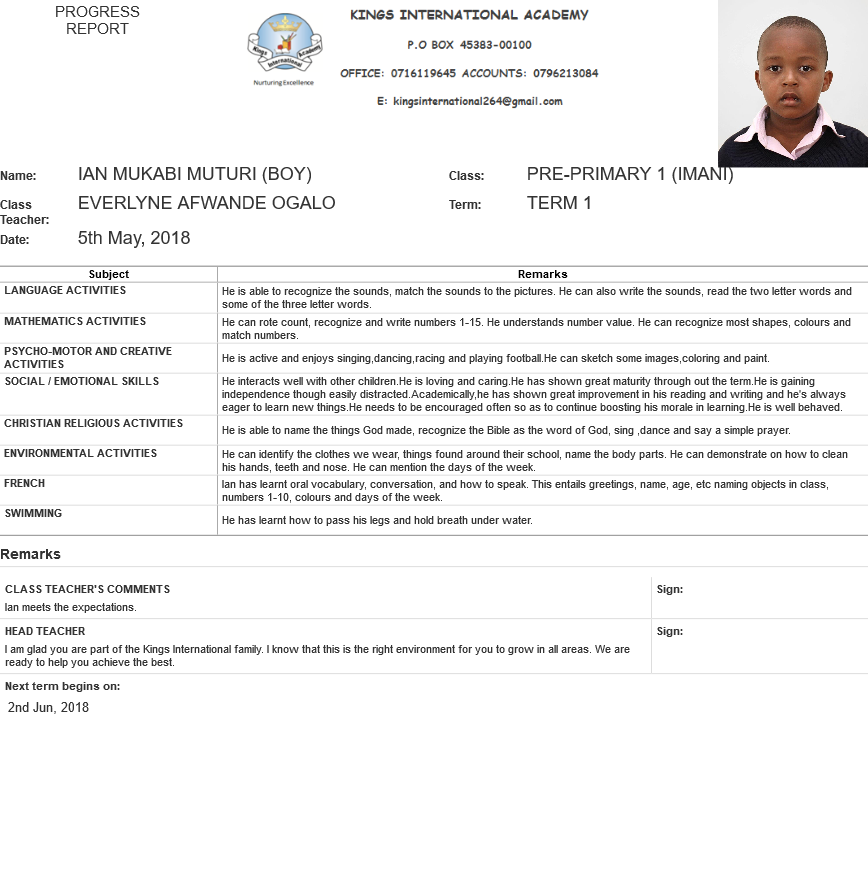 PROGRESS
REPORT
Kings
International
Academy
Nurturing Excellence
KINGS INTERNATIONAL ACADEMY
P.O BOX 45383-00100
OFFICE: 0716119645 ACCOUNTS: 0796213084
E: kingsinternational264@gmail.com
Name: IAN MUKABI MUTURI (BOY) Class: PRE-PRIMARY 1 (IMANI)
Class Teacher: EVERLYNE AFWANDE OGALO Term: TERM 1
Date: 5th May, 2018
Subject Remarks
LANGUAGE ACTIVITIES
He is able to recognize the sounds, match the sounds to the pictures. He can also write the sounds, read the two letter words and
some of the three letter words.
MATHEMATICS ACTIVITIES
He can rote count, recognize and write numbers 1-15. He understands number value. He can recognize most shapes, colours and
match numbers.
PSYCHO-MOTOR AND CREATIVE
ACTIVITIES
He is active and enjoys singing,dancing,racing and playing football.He can sketch some images,coloring and paint.
SOCIAL / EMOTIONAL SKILLS
He interacts well with other children.He is loving and caring.He has shown great maturity through out the term.He is gaining
independence though easily distracted.Academically,he has shown great improvement in his reading and writing and he's always
eager to learn new things.He needs to be encouraged often so as to continue boosting his morale in learning.He is well behaved.
CHRISTIAN RELIGIOUS ACTIVITIES
He is able to name the things God made, recognize the Bible as the word of God, sing ,dance and say a simple prayer.
ENVIRONMENTAL ACTIVITIES
He can identify the clothes we wear, things found around their school, name the body parts. He can demonstrate on how to clean
his hands, teeth and nose. He can mention the days of the week.
FRENCH
Ian has learnt oral vocabulary, conversation, and how to speak. This entails greetings, name, age, etc naming objects in class,
numbers 1-10, colours and days of the week.
SWIMMING
He has learnt how to pass his legs and hold breath under water.
Remarks
CLASS TEACHER'S COMMENTS Sign:
Ian meets the expectations.
HEAD TEACHER Sign:
I am glad you are part of the Kings International family. I know that this is the right environment for you to grow in all areas. We are
ready to help you achieve the best.
Next term begins on:
2nd Jun, 2018